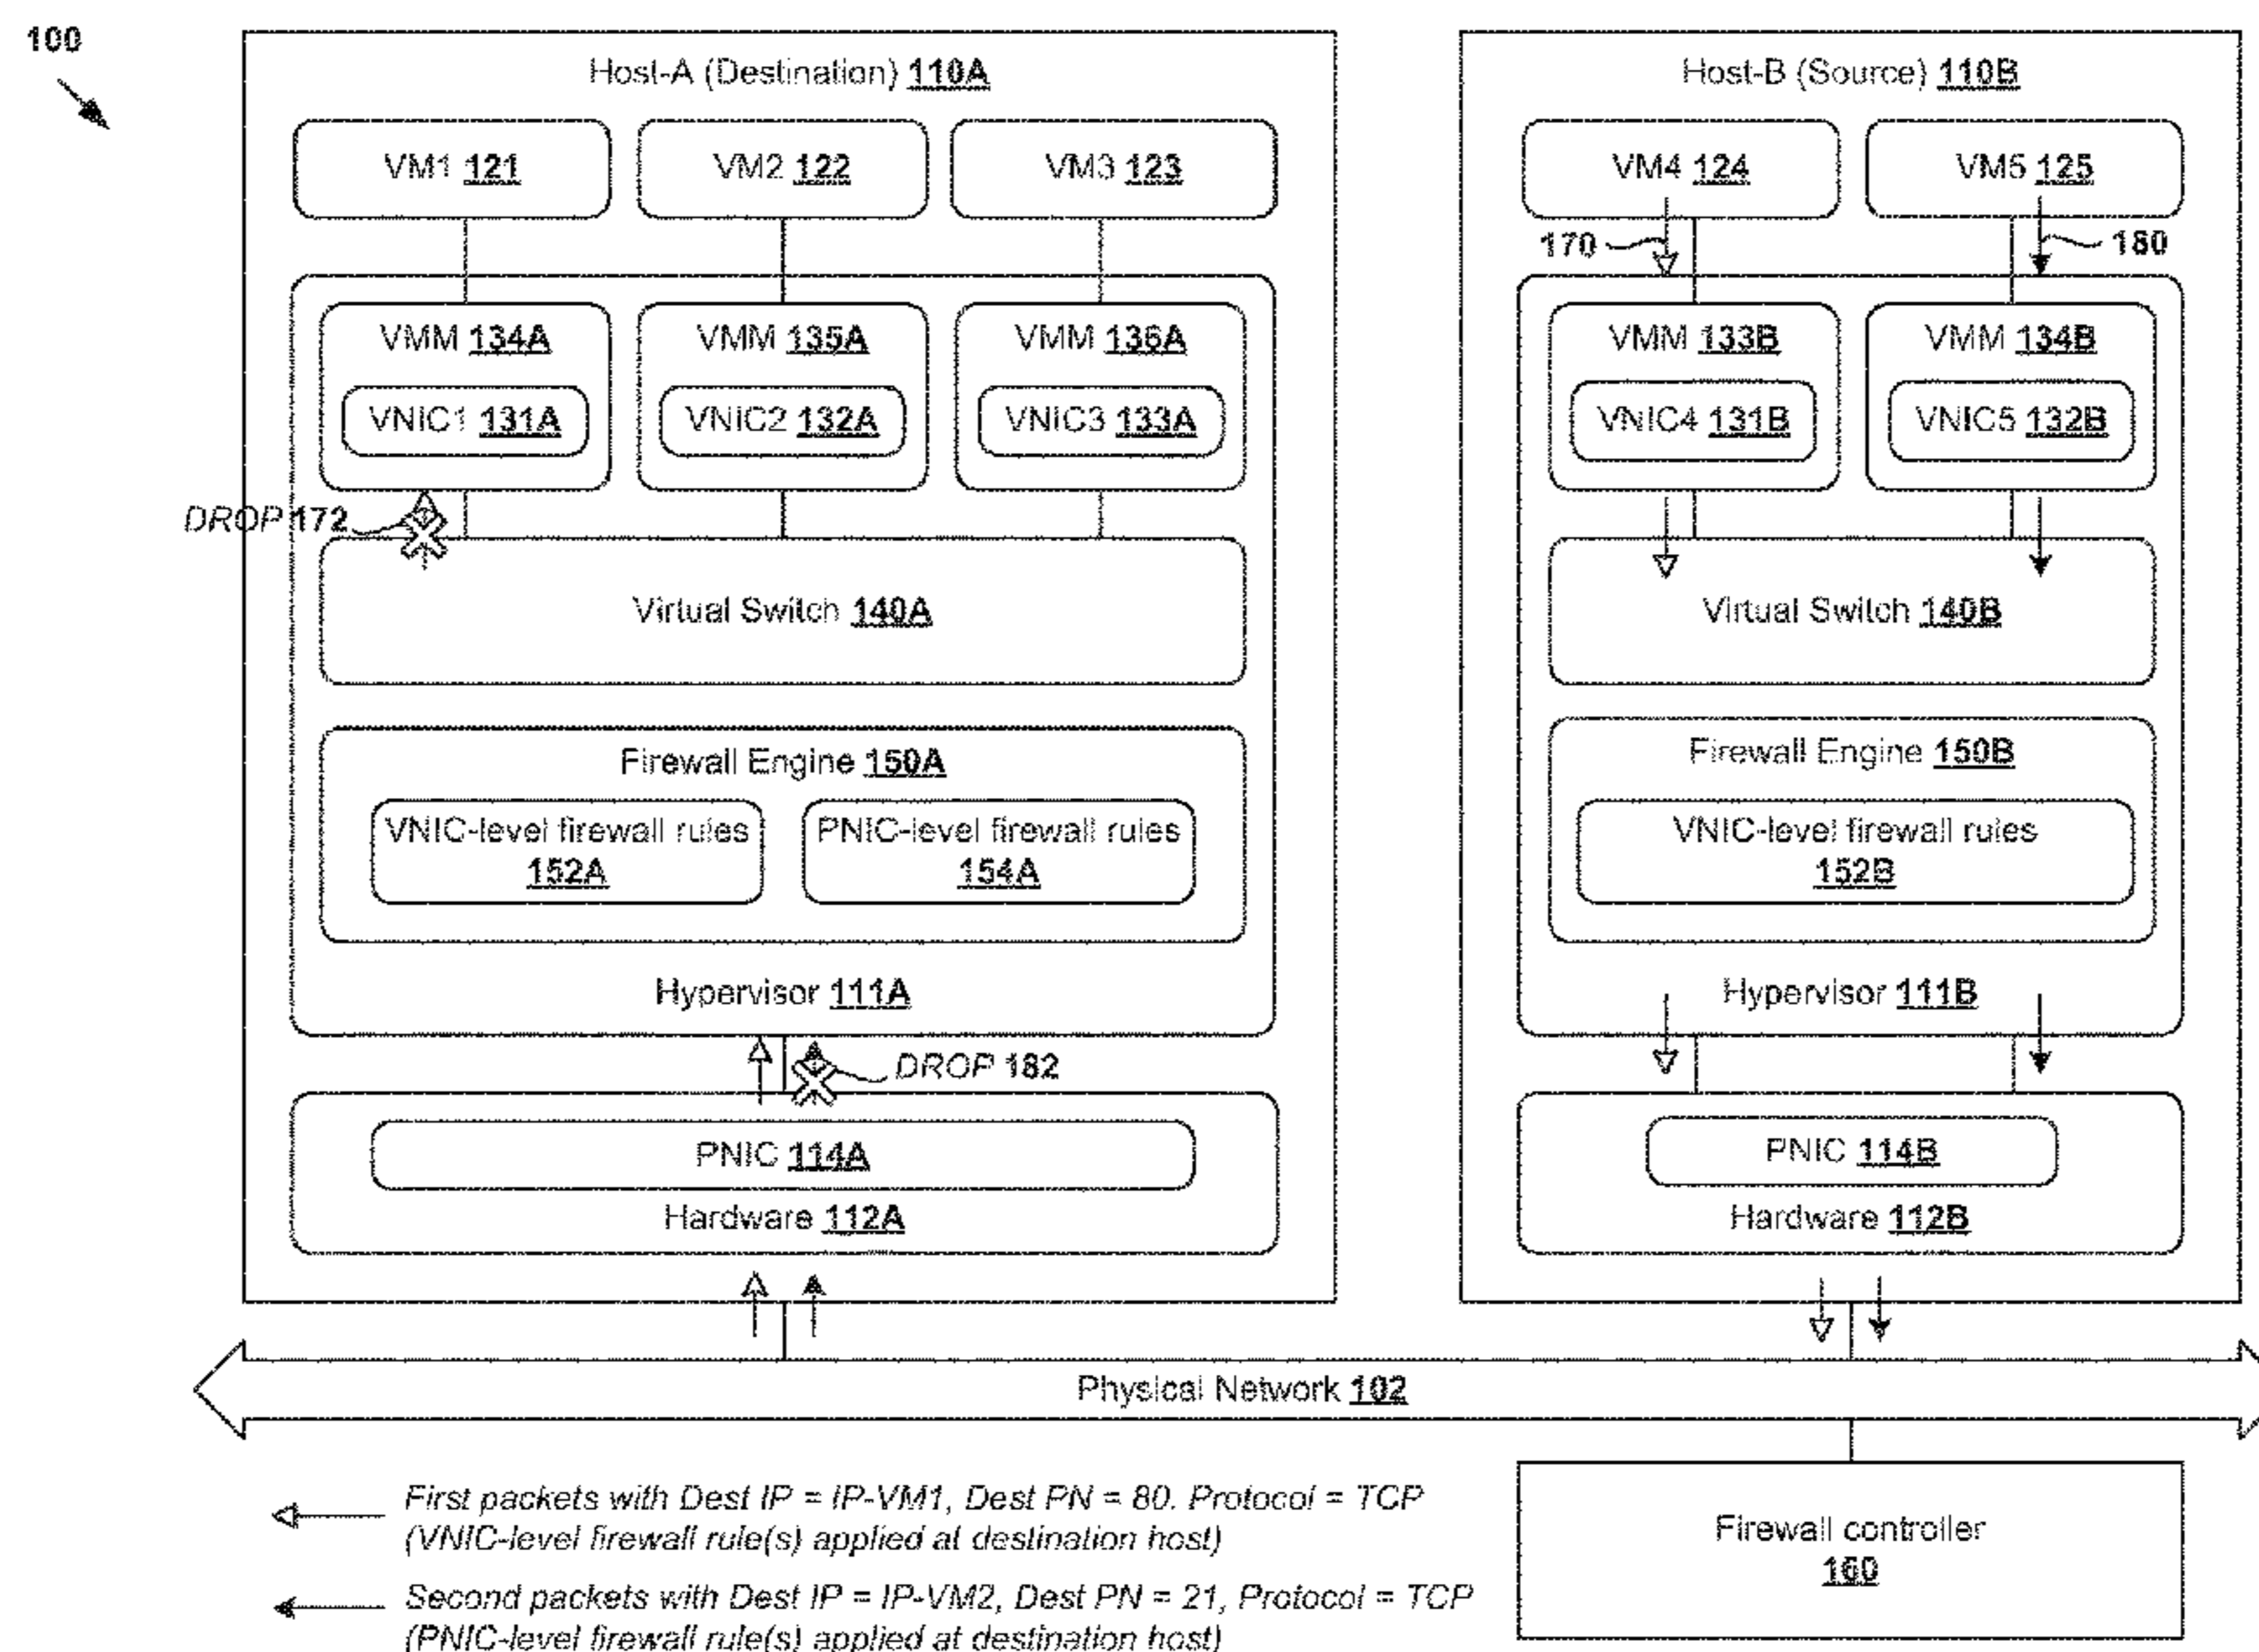 100
Host-A (Destination) 110A
VM1 121
VM2 122
VM3 123
VMM 134A
VMM 135A
VMM 136A
VNIC1 131A
VNIC2 132A
VNIC3 133A
DROP 172
Virtual Switch 140A
Firewall Engine 150A
VNIC-level firewall rules
152A
PNIC-level firewall rules
154A
Hypervisor 111A
DROP 182
PNIC 114A
Hardware 112A
Host-B (Source) 110B
VM4 124
VM5 125
170
180
VMM 133B
VMM 134B
VNIC4 131B
VNIC5 132B
Virtual Switch 140B
Firewall Engine 150B
VNIC-level firewall rules
152B
Hypervisor 111B
PNIC 114B
Hardware 112B
Physical Network 102
First packets with Dest IP = IP-VM1, Dest PN = 80. Protocol = TCP
(VNIC-level firewall rule(s) applied at destination host)
Second packets with Dest IP = IP-VM2, Dest PN = 21, Protocol = TCP
(PNIC-level firewall rule(s) applied at destination host)
Firewall controller
160